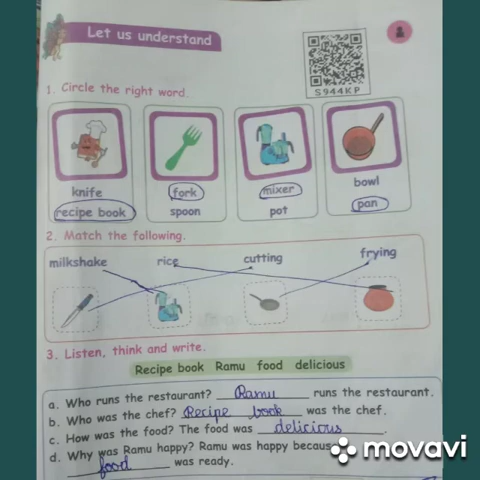 Let us understand
S944KP
1. Circle the right word.
knife fork mixer bowl
recipe book spoon pot pan
2. Match the following.
milkshake rice cutting frying
3. Listen, think and write.
Recipe book Ramu food delicious
a. Who runs the restaurant? Ramu runs the restaurant.
b. Who was the chef? Recipe book was the chef.
c. How was the food? The food was delicious.
d. Why was Ramu happy? Ramu was happy becaus
food was ready.
movavi